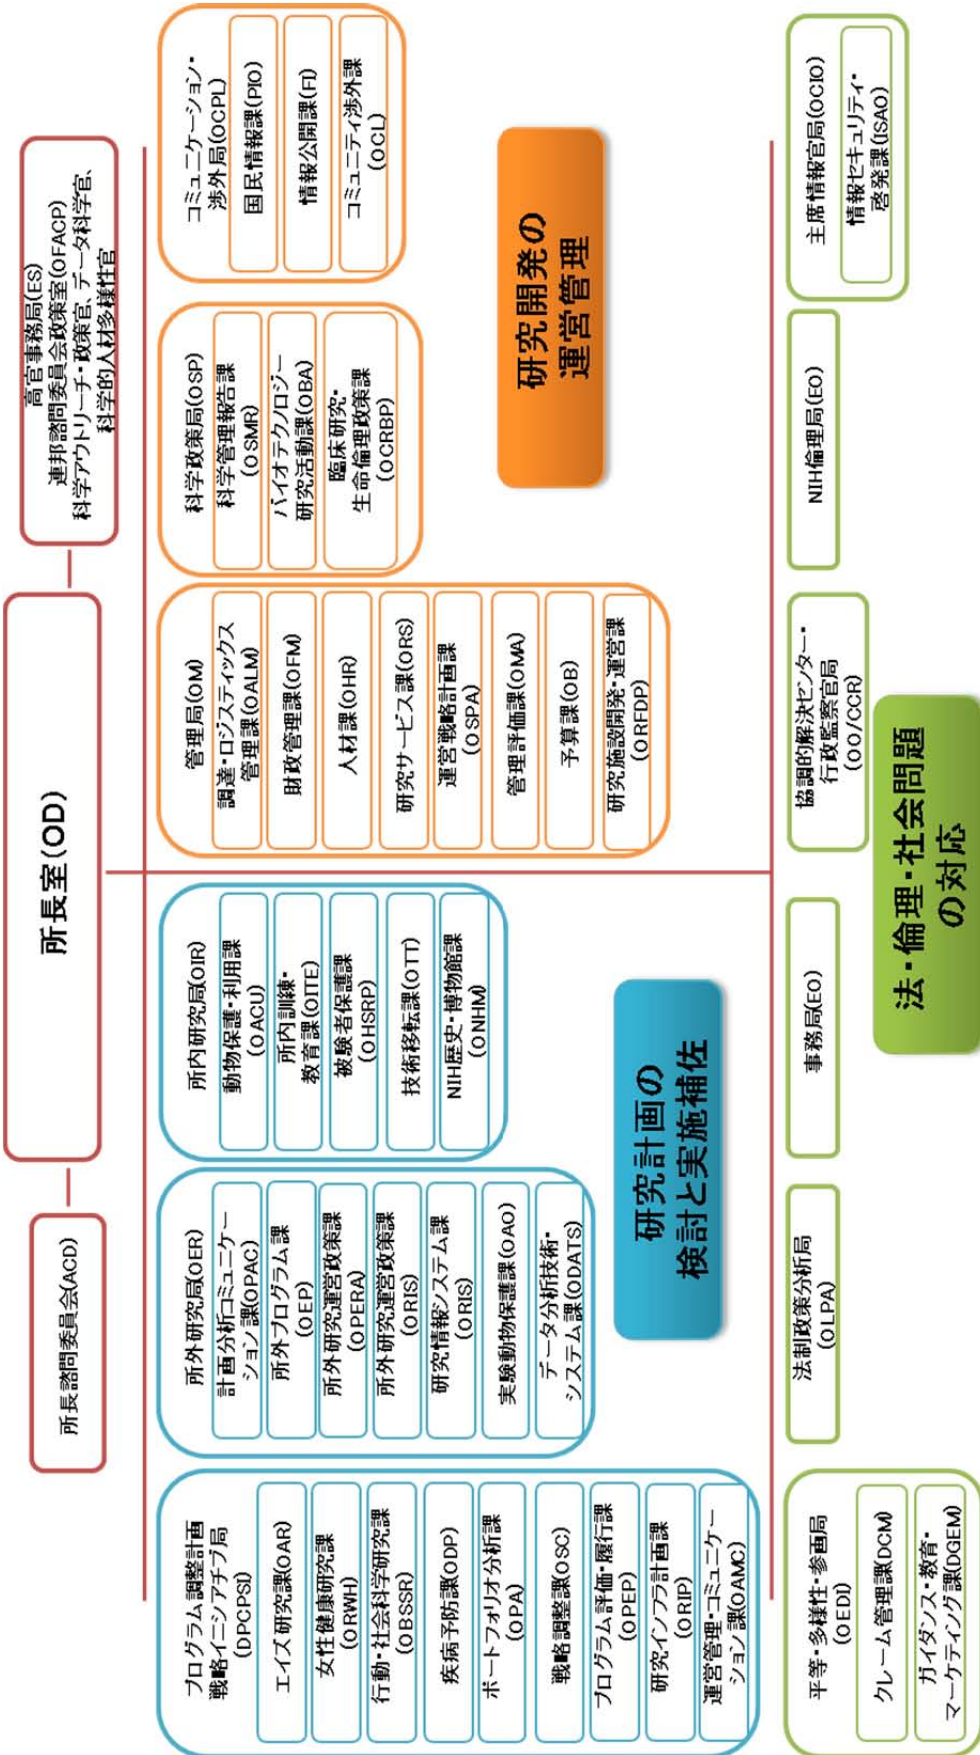 所長諮問委員会(ACD)
所長室(OD)
高官事務局(ES)
連邦諮問委員会政策室(OFACP)
科学アウトリーチ・政策官、データ科学官、
科学的人材多様性官
プログラム調整計画
戦略イニシアチブ局
(DPCPSI)
エイズ研究課(OAR)
女性健康研究課
(ORWH)
行動・社会科学研究課
(OBSSR)
疾病予防課(ODP)
ポートフォリオ分析課
(OPA)
戦略調整課(OSC)
プログラム評価・履行課
(OPEP)
研究インフラ計画課
(ORIP)
運営管理・コミュニケー
ション課(OAMC)
所外研究局(OER)
計画分析コミュニケー
ション課(OPAC)
所外プログラム課
(OEP)
所外研究運営政策課
(OPERA)
所外研究運営政策課
(ORIS)
研究情報システム課
(ORIS)
実験動物保護課(OAO)
データ分析技術・
システム課(ODATS)
所内研究局(OIR)
動物保護・利用課
(OACU)
所内訓練・
教育課(OITE)
被験者保護課
(OHSRP)
技術移転課(OTT)
NIH歴史・博物館課
(ONHM)
管理局(OM)
調達・ロジスティックス
管理課(OALM)
財政管理課(OFM)
人材課(OHR)
研究サービス課(ORS)
運営戦略計画課
(OSPA)
管理評価課(OMA)
予算課(OB)
研究施設開発・運営課
(ORFDP)
科学政策局(OSP)
科学管理報告課
(OSMR)
バイオテクノロジー
研究活動課(OBA)
臨床研究・
生命倫理政策課
(OCRBP)
コミュニケーション・
渉外局(OCPL)
国民情報課(PIO)
情報公開課(FI)
コミュニティ渉外課
(OCL)
研究計画の
検討と実施補佐
研究開発の
運営管理
平等・多様性・参画局
(OEDI)
クレーム管理課(DCM)
ガイダンス・教育・
マーケティング課(DGEM)
法制政策分析局
(OLPA)
事務局(EO)
協調的解決センター・
行政監察官局
(OO/CCR)
NIH倫理局(EO)
主席情報官局(OCIO)
情報セキュリティ・
啓発課(ISAO)
法・倫理・社会問題
の対応